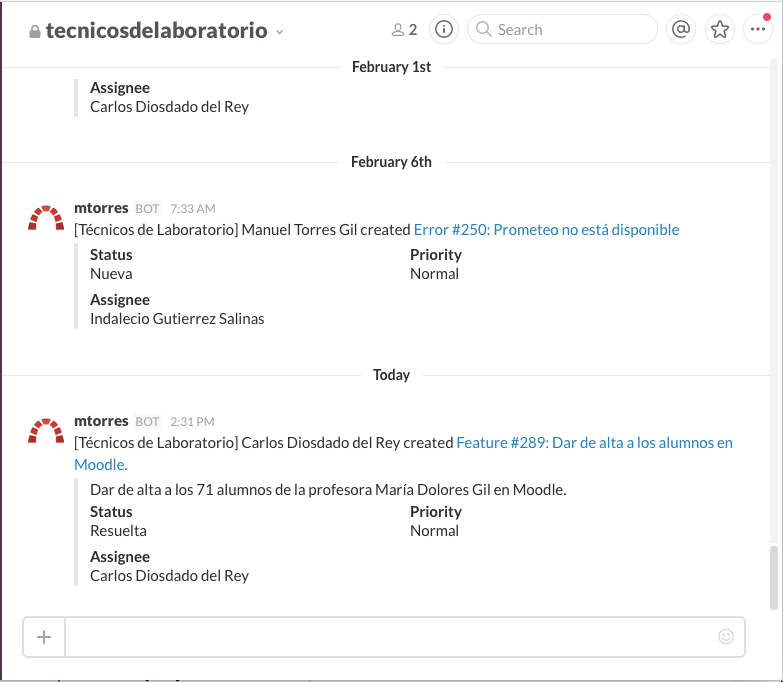 tecnicosdelaboratorio
2
Search
February 1st
Assignee
Carlos Diosdado del Rey
February 6th
mtorres BOT 7:33 AM
[Técnicos de Laboratorio] Manuel Torres Gil created Error #250: Prometeo no está disponible
Status Priority
Nueva Normal
Assignee
Indalecio Gutierrez Salinas
Today
mtorres BOT 2:31 PM
[Técnicos de Laboratorio] Carlos Diosdado del Rey created Feature #289: Dar de alta a los alumnos en
Moodle.
Dar de alta a los 71 alumnos de la profesora María Dolores Gil en Moodle.
Status Priority
Resuelta Normal
Assignee
Carlos Diosdado del Rey